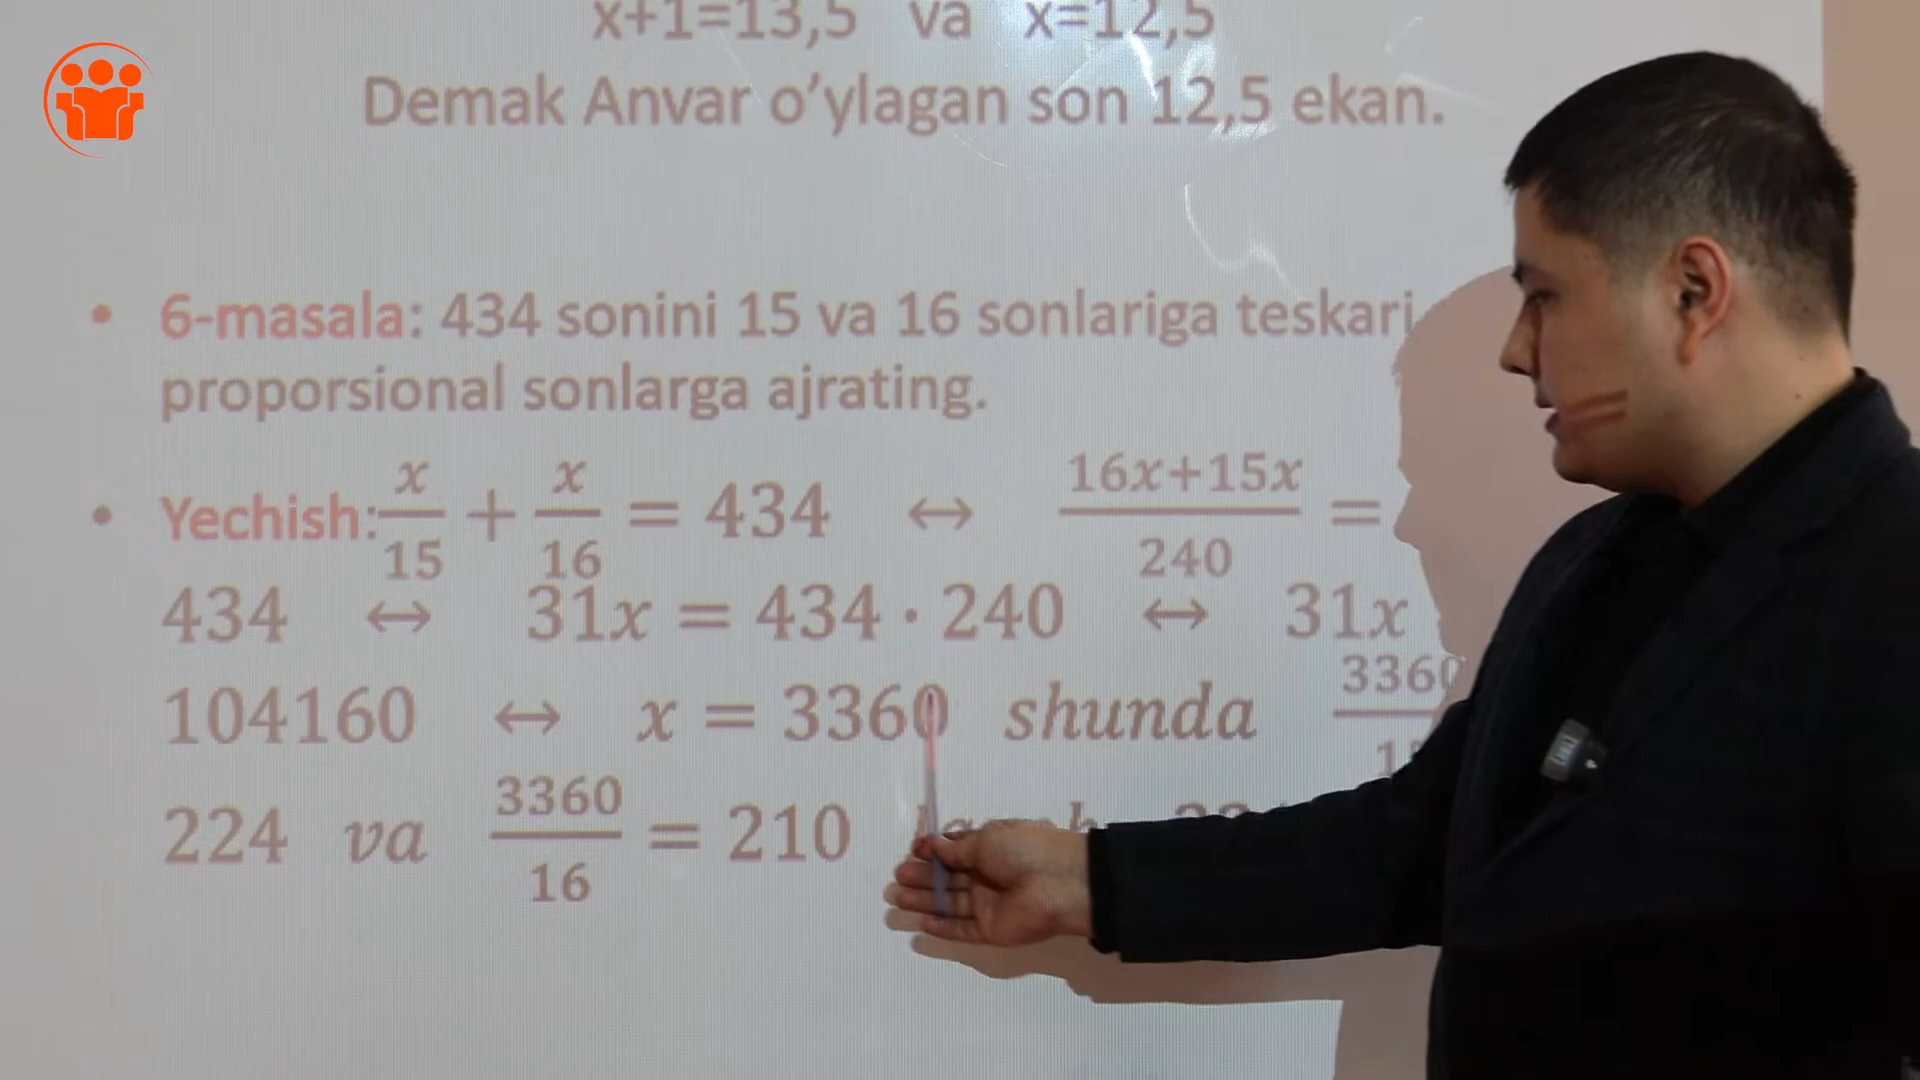 x+1=13,5 va x=12,5
Demak Anvar o’ylagan son 12,5 ekan.
• 6-masala: 434 sonini 15 va 16 sonlariga teskari
proporsional sonlarga ajrating.
• Yechish: x/15 + x/16 = 434 ↔ (16x+15x)/240 =
434 ↔ 31x = 434 · 240 ↔ 31x
104160 ↔ x = 3360 shunda 3360
224 va 3360/16 = 210